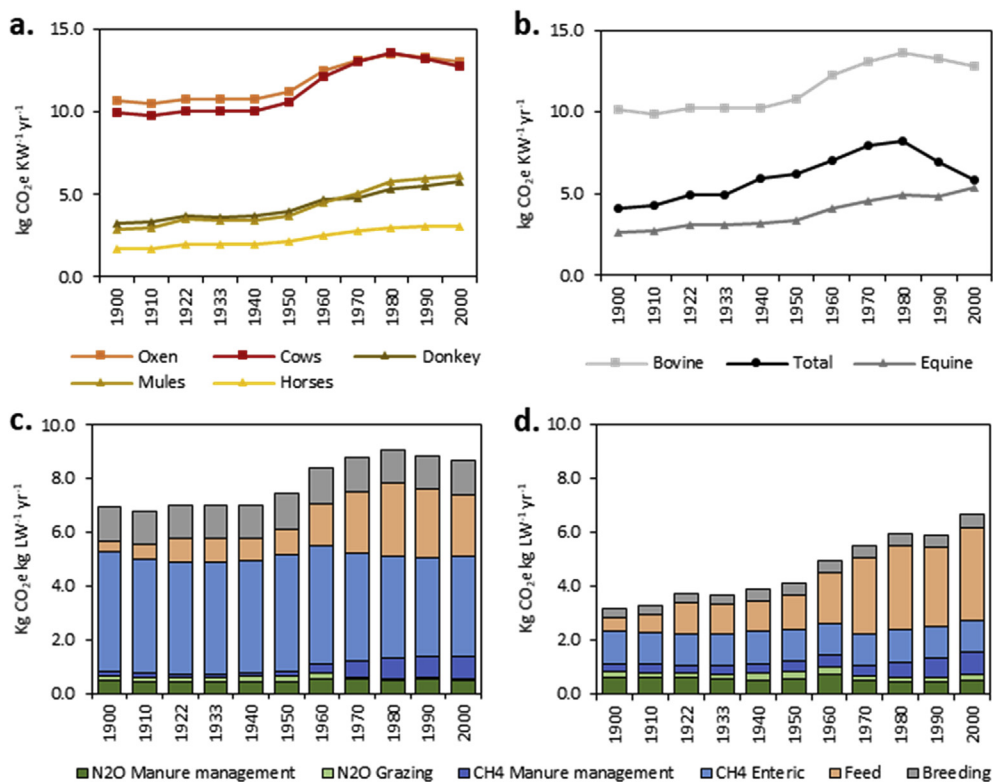 a.
kg CO₂e KW⁻¹ yr⁻¹
15.0
10.0
5.0
0.0
1900 1910 1922 1933 1940 1950 1960 1970 1980 1990 2000
Oxen Cows Donkey
Mules Horses
b.
kg CO₂e KW⁻¹ yr⁻¹
15.0
10.0
5.0
0.0
1900 1910 1922 1933 1940 1950 1960 1970 1980 1990 2000
Bovine Total Equine
c.
Kg CO₂e kg LW⁻¹ yr⁻¹
10.0
8.0
6.0
4.0
2.0
0.0
1900 1910 1922 1933 1940 1950 1960 1970 1980 1990 2000
d.
Kg CO₂e kg LW⁻¹ yr⁻¹
10.0
8.0
6.0
4.0
2.0
0.0
1900 1910 1922 1933 1940 1950 1960 1970 1980 1990 2000
N2O Manure management N2O Grazing CH4 Manure management CH4 Enteric Feed Breeding